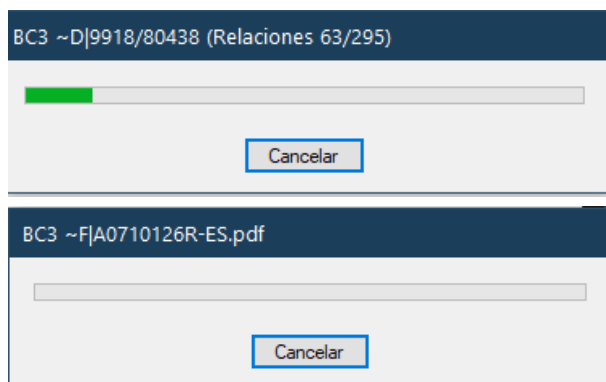 BC3 ~D|9918/80438 (Relaciones 63/295)
Cancelar
BC3 ~F|A0710126R-ES.pdf
Cancelar